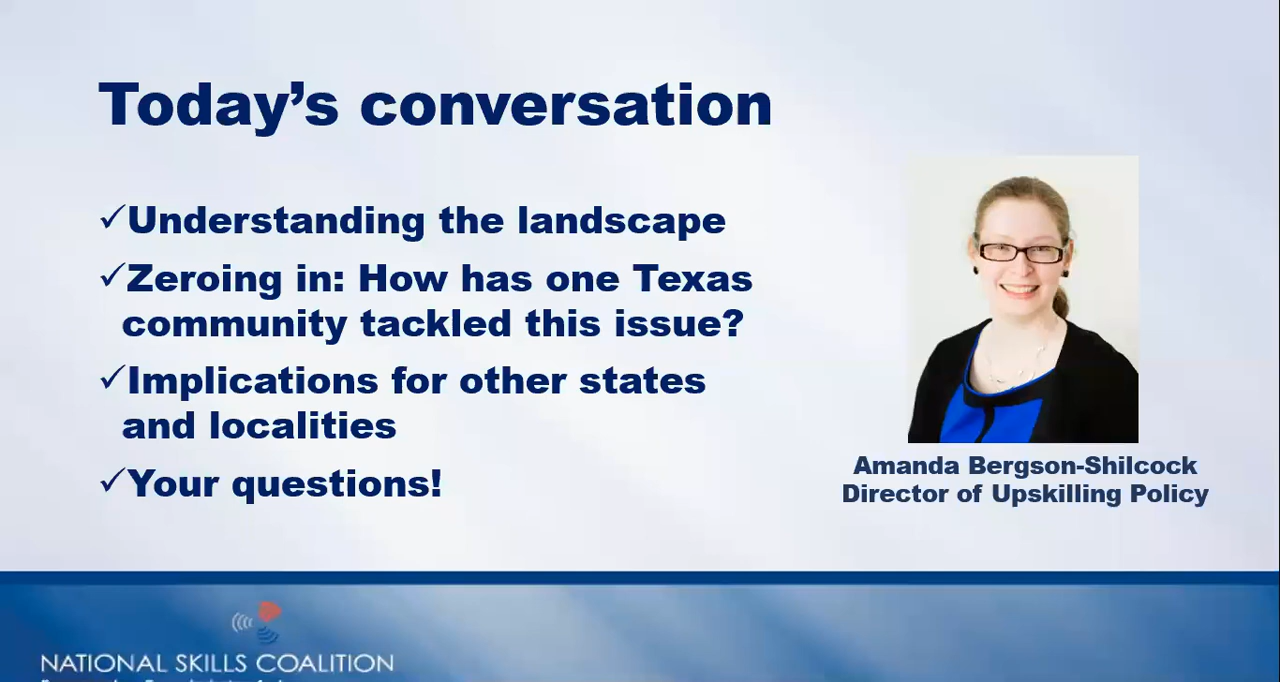 Today's conversation
✓Understanding the landscape
✓Zeroing in: How has one Texas
community tackled this issue?
✓Implications for other states
and localities
✓Your questions!
Amanda Bergson-Shilcock
Director of Upskilling Policy
NATIONAL SKILLS COALITION